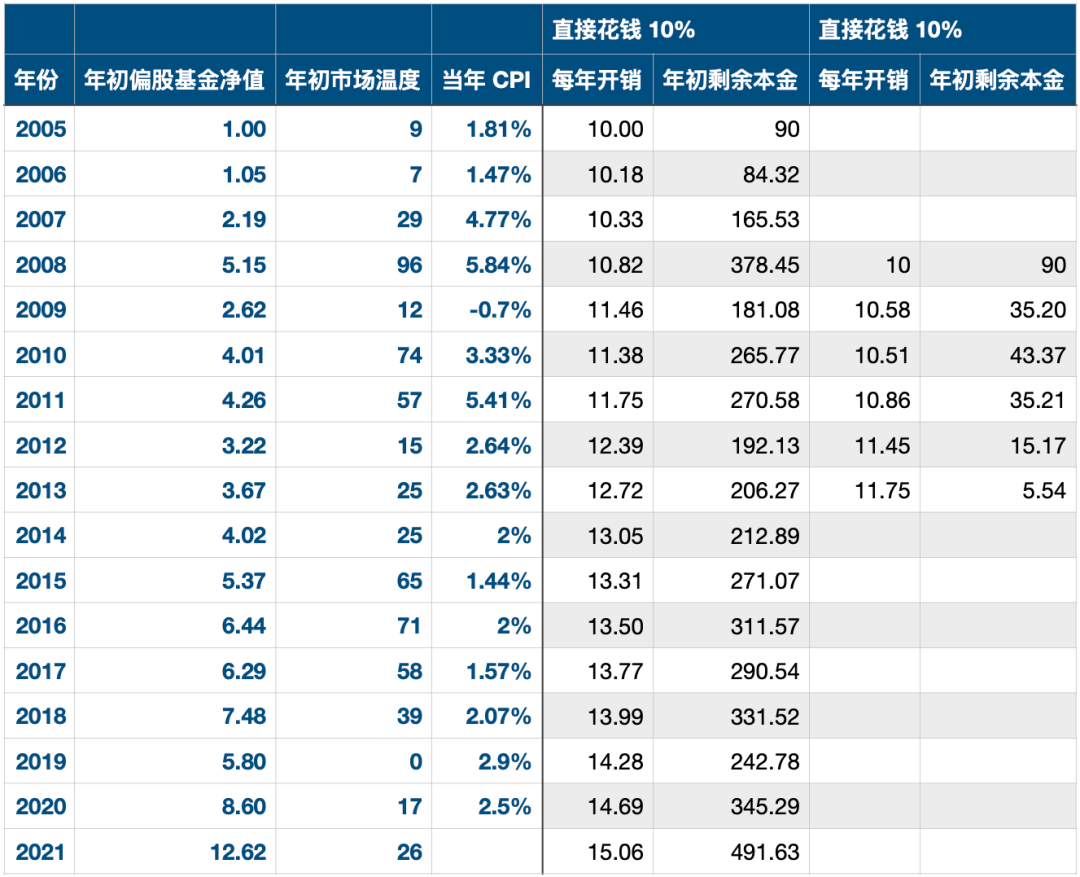 直接花钱 10% 直接花钱 10%
年份 年初偏股基金净值 年初市场温度 当年 CPI 每年开销 年初剩余本金 每年开销 年初剩余本金
2005 1.00 9 1.81% 10.00 90
2006 1.05 7 1.47% 10.18 84.32
2007 2.19 29 4.77% 10.33 165.53
2008 5.15 96 5.84% 10.82 378.45 10 90
2009 2.62 12 -0.7% 11.46 181.08 10.58 35.20
2010 4.01 74 3.33% 11.38 265.77 10.51 43.37
2011 4.26 57 5.41% 11.75 270.58 10.86 35.21
2012 3.22 15 2.64% 12.39 192.13 11.45 15.17
2013 3.67 25 2.63% 12.72 206.27 11.75 5.54
2014 4.02 25 2% 13.05 212.89
2015 5.37 65 1.44% 13.31 271.07
2016 6.44 71 2% 13.50 311.57
2017 6.29 58 1.57% 13.77 290.54
2018 7.48 39 2.07% 13.99 331.52
2019 5.80 0 2.9% 14.28 242.78
2020 8.60 17 2.5% 14.69 345.29
2021 12.62 26 15.06 491.63